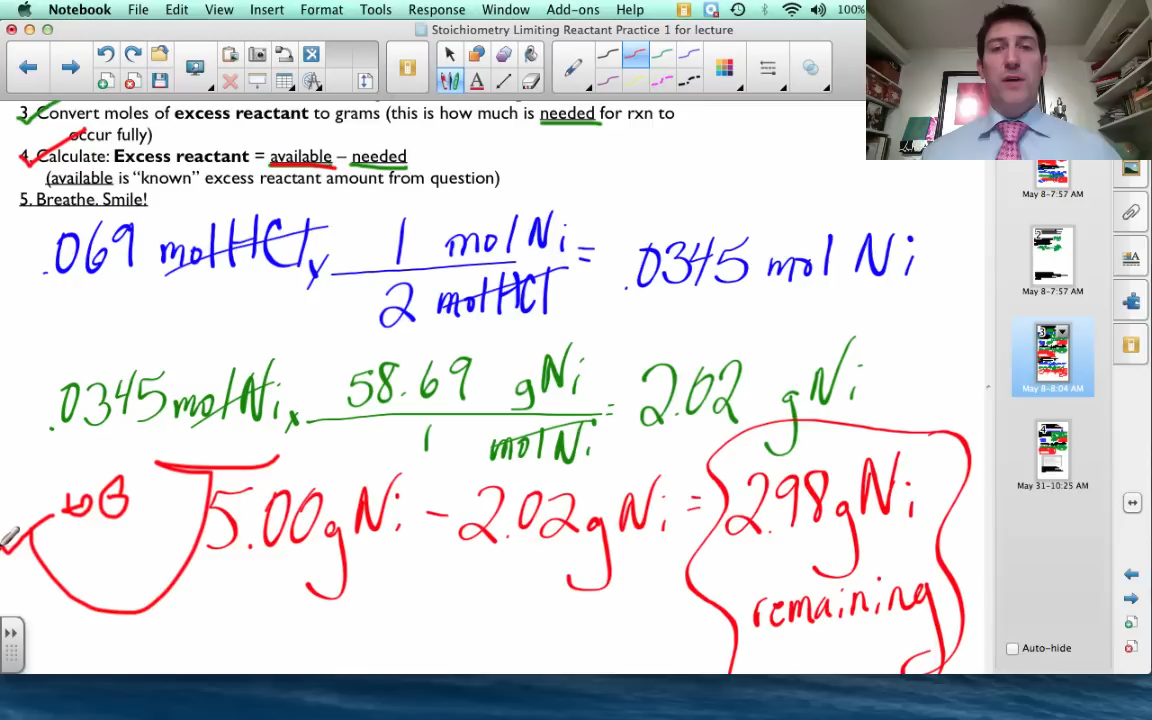 Notebook File Edit View Insert Format Tools Response Window Add-ons Help 100%
Stoichiometry Limiting Reactant Practice 1 for lecture
3. Convert moles of excess reactant to grams (this is how much is needed for rxn to
occur fully)
4. Calculate: Excess reactant = available – needed
(available is “known” excess reactant amount from question)
5. Breathe. Smile!
.069 mol HCl x 1 mol Ni = .0345 mol Ni
2 mol HCl
.0345 mol Ni x 58.69 g Ni = 2.02 g Ni
1 mol Ni
5.00 g Ni - 2.02 g Ni = 2.98 g Ni
remaining
May 8-7:57 AM
2
May 8-7:57 AM
3
May 8-8:04 AM
4
May 31-10:25 AM
Auto-hide